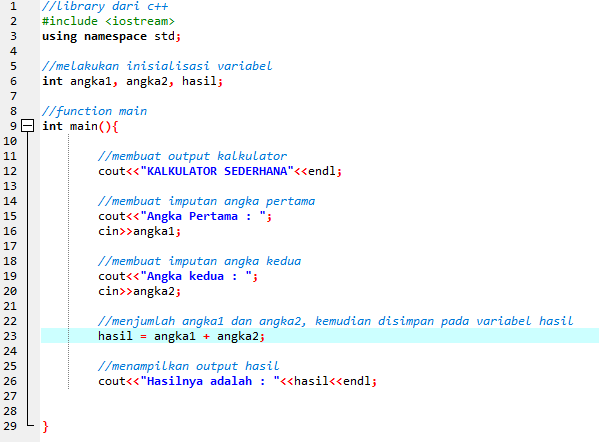 1 //library dari c++
2 #include <iostream>
3 using namespace std;
4
5 //melakukan inisialisasi variabel
6 int angka1, angka2, hasil;
7
8 //function main
9 int main(){
10
11 //membuat output kalkulator
12 cout<<"KALKULATOR SEDERHANA"<<endl;
13
14 //membuat imputan angka pertama
15 cout<<"Angka Pertama : ";
16 cin>>angka1;
17
18 //membuat imputan angka kedua
19 cout<<"Angka kedua : ";
20 cin>>angka2;
21
22 //menjumlah angka1 dan angka2, kemudian disimpan pada variabel hasil
23 hasil = angka1 + angka2;
24
25 //menampilkan output hasil
26 cout<<"Hasilnya adalah : "<<hasil<<endl;
27
28
29 }